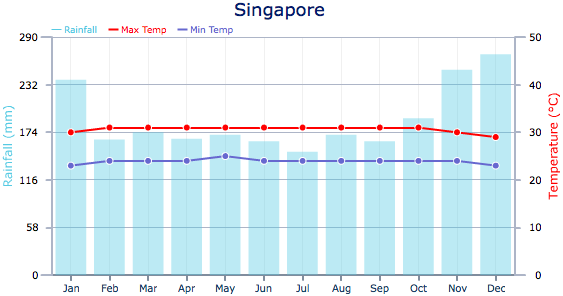 Singapore
Rainfall Max Temp Min Temp
290
232
174
116
58
0
Rainfall (mm)
50
40
30
20
10
0
Temperature (°C)
Jan Feb Mar Apr May Jun Jul Aug Sep Oct Nov Dec